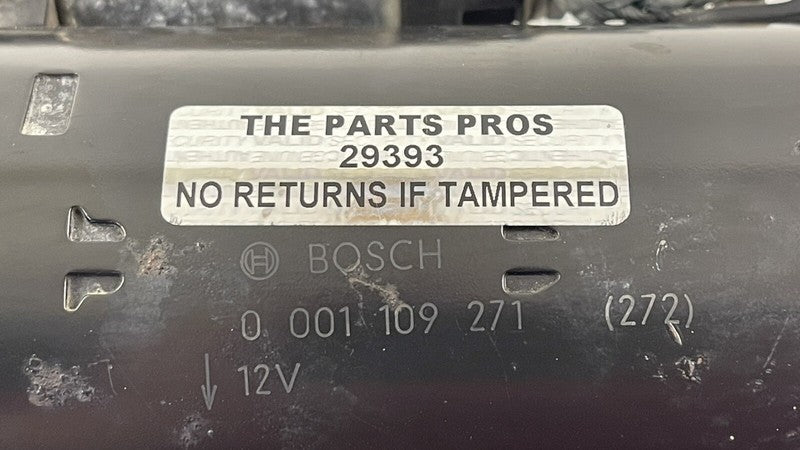 THE PARTS PROS
29393
NO RETURNS IF TAMPERED
BOSCH
0 001 109 271 (272)
12V